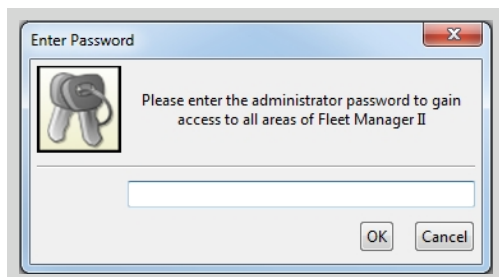 Enter Password
Please enter the administrator password to gain
access to all areas of Fleet Manager II
OK Cancel